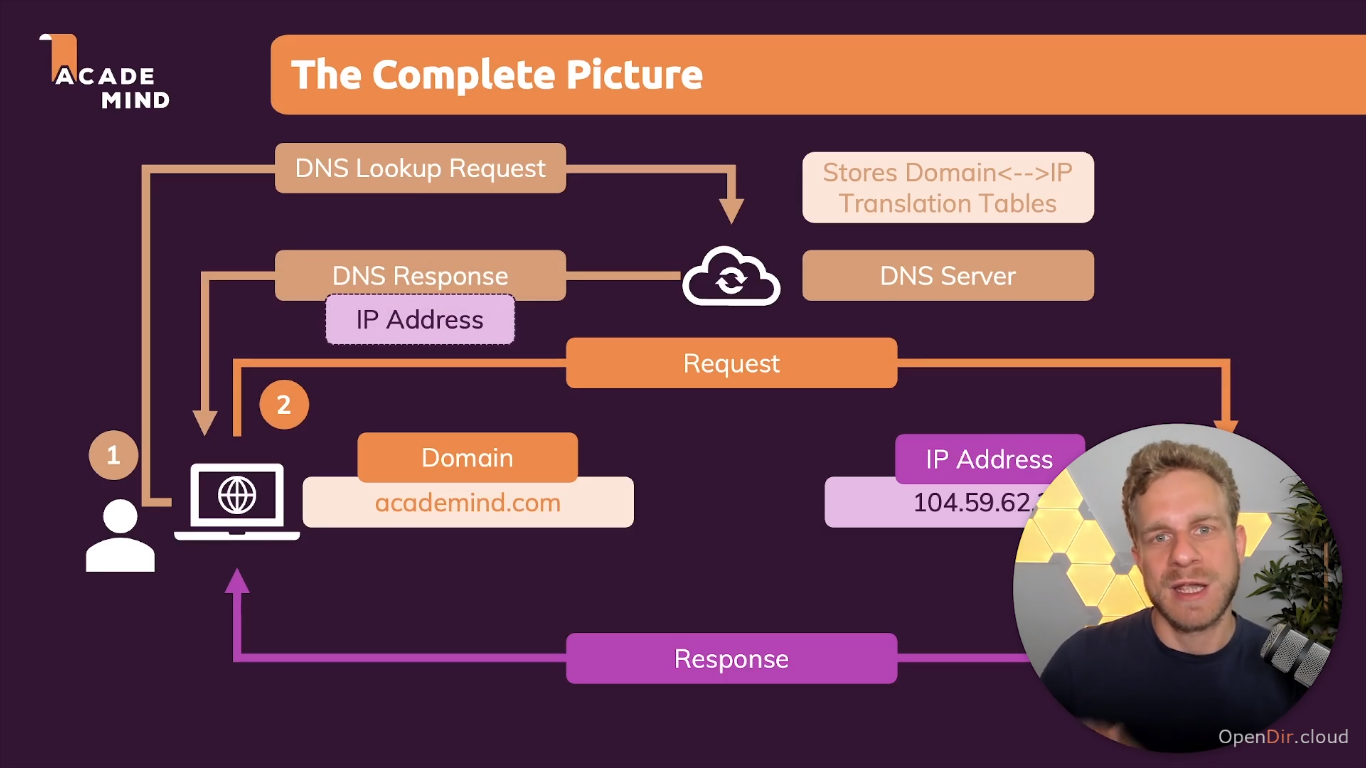 ACADE
MIND
The Complete Picture
DNS Lookup Request
Stores Domain<-->IP
Translation Tables
DNS Response
DNS Server
IP Address
Request
2
1
Domain
academind.com
IP Address
104.59.62.
Response
OpenDir.cloud